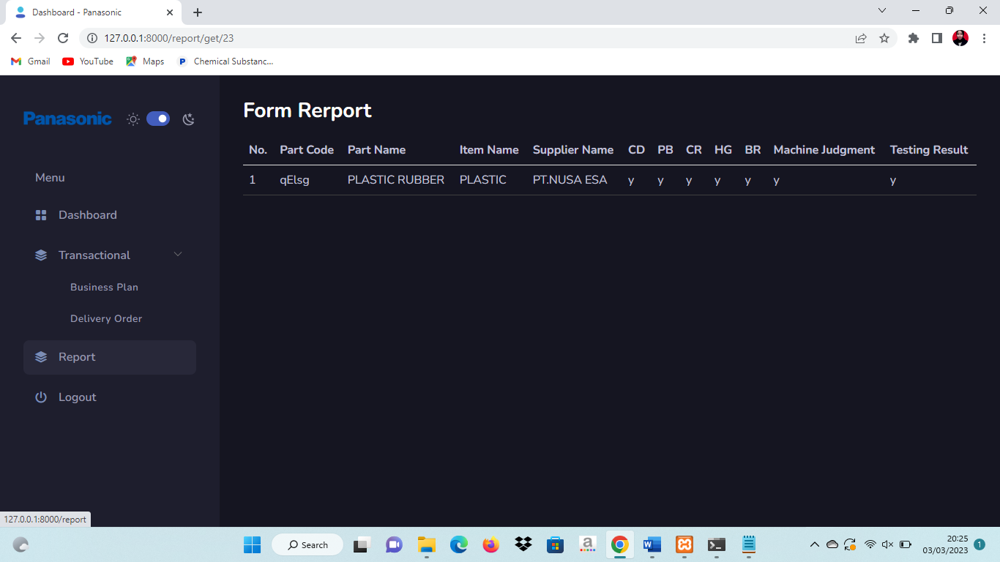 Dashboard - Panasonic
127.0.0.1:8000/report/get/23
Gmail YouTube Maps P Chemical Substanc...
Panasonic
Menu
Dashboard
Transactional
Business Plan
Delivery Order
Report
Logout
Form Rerport
No. Part Code Part Name Item Name Supplier Name CD PB CR HG BR Machine Judgment Testing Result
1 qElsg PLASTIC RUBBER PLASTIC PT.NUSA ESA y y y y y y y
127.0.0.1:8000/report
Search
a
W
20:25
03/03/2023
1